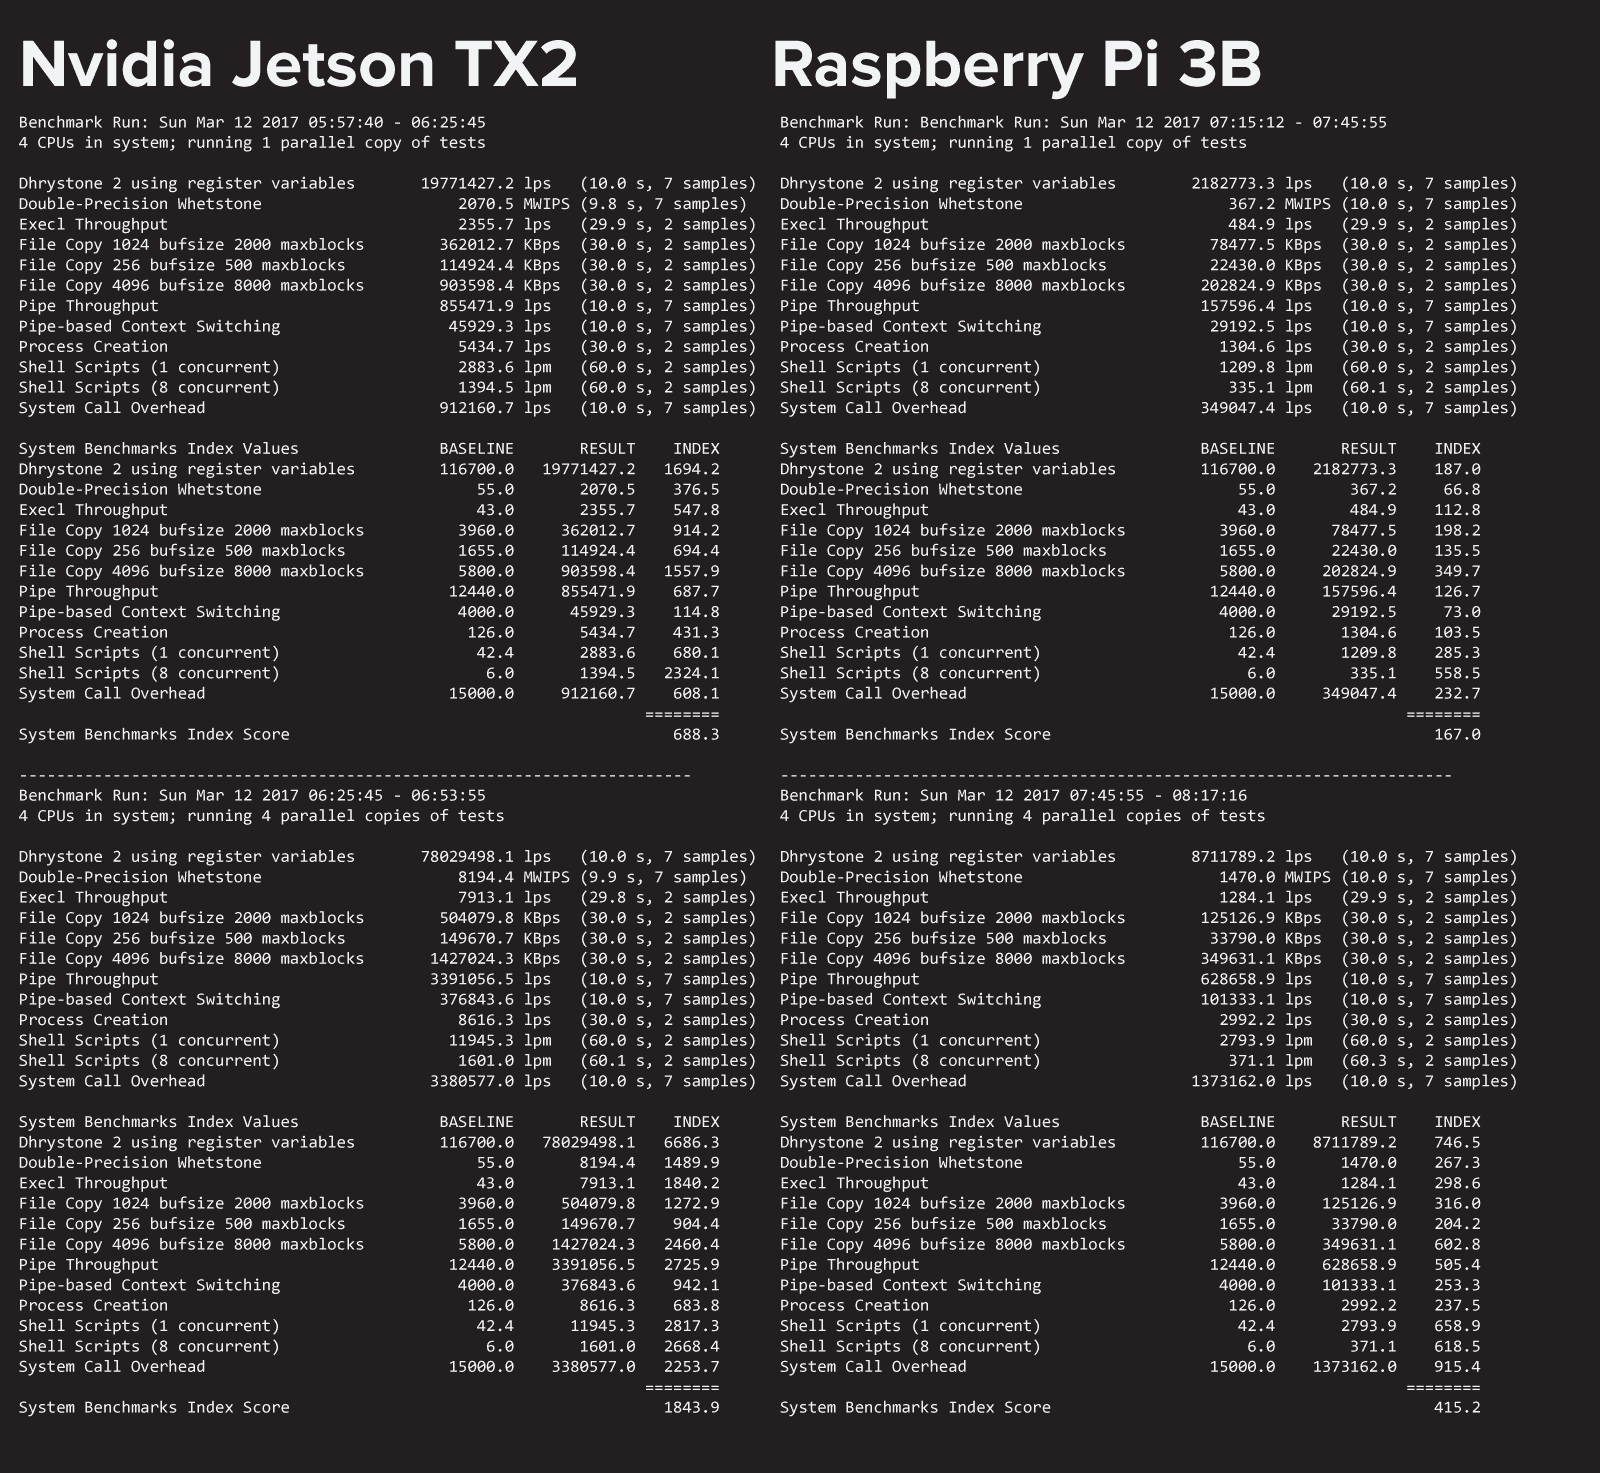 Nvidia Jetson TX2
Benchmark Run: Sun Mar 12 2017 05:57:40 - 06:25:45
4 CPUs in system; running 1 parallel copy of tests
Dhrystone 2 using register variables 19771427.2 lps (10.0 s, 7 samples)
Double-Precision Whetstone 2070.5 MWIPS (9.8 s, 7 samples)
Execl Throughput 2355.7 lps (29.9 s, 2 samples)
File Copy 1024 bufsize 2000 maxblocks 362012.7 KBps (30.0 s, 2 samples)
File Copy 256 bufsize 500 maxblocks 114924.4 KBps (30.0 s, 2 samples)
File Copy 4096 bufsize 8000 maxblocks 903598.4 KBps (30.0 s, 2 samples)
Pipe Throughput 855471.9 lps (10.0 s, 7 samples)
Pipe-based Context Switching 45929.3 lps (10.0 s, 7 samples)
Process Creation 5434.7 lps (30.0 s, 2 samples)
Shell Scripts (1 concurrent) 2883.6 lpm (60.0 s, 2 samples)
Shell Scripts (8 concurrent) 1394.5 lpm (60.0 s, 2 samples)
System Call Overhead 912160.7 lps (10.0 s, 7 samples)
System Benchmarks Index Values BASELINE RESULT INDEX
Dhrystone 2 using register variables 116700.0 19771427.2 1694.2
Double-Precision Whetstone 55.0 2070.5 376.5
Execl Throughput 43.0 2355.7 547.8
File Copy 1024 bufsize 2000 maxblocks 3960.0 362012.7 914.2
File Copy 256 bufsize 500 maxblocks 1655.0 114924.4 694.4
File Copy 4096 bufsize 8000 maxblocks 5800.0 903598.4 1557.9
Pipe Throughput 12440.0 855471.9 687.7
Pipe-based Context Switching 4000.0 45929.3 114.8
Process Creation 126.0 5434.7 431.3
Shell Scripts (1 concurrent) 42.4 2883.6 680.1
Shell Scripts (8 concurrent) 6.0 1394.5 2324.1
System Call Overhead 15000.0 912160.7 608.1
========
System Benchmarks Index Score 688.3
------------------------------------------------------------------------
Benchmark Run: Sun Mar 12 2017 06:25:45 - 06:53:55
4 CPUs in system; running 4 parallel copies of tests
Dhrystone 2 using register variables 78029498.1 lps (10.0 s, 7 samples)
Double-Precision Whetstone 8194.4 MWIPS (9.9 s, 7 samples)
Execl Throughput 7913.1 lps (29.8 s, 2 samples)
File Copy 1024 bufsize 2000 maxblocks 504079.8 KBps (30.0 s, 2 samples)
File Copy 256 bufsize 500 maxblocks 149670.7 KBps (30.0 s, 2 samples)
File Copy 4096 bufsize 8000 maxblocks 1427024.3 KBps (30.0 s, 2 samples)
Pipe Throughput 3391056.5 lps (10.0 s, 7 samples)
Pipe-based Context Switching 376843.6 lps (10.0 s, 7 samples)
Process Creation 8616.3 lps (30.0 s, 2 samples)
Shell Scripts (1 concurrent) 11945.3 lpm (60.0 s, 2 samples)
Shell Scripts (8 concurrent) 1601.0 lpm (60.1 s, 2 samples)
System Call Overhead 3380577.0 lps (10.0 s, 7 samples)
System Benchmarks Index Values BASELINE RESULT INDEX
Dhrystone 2 using register variables 116700.0 78029498.1 6686.3
Double-Precision Whetstone 55.0 8194.4 1489.9
Execl Throughput 43.0 7913.1 1840.2
File Copy 1024 bufsize 2000 maxblocks 3960.0 504079.8 1272.9
File Copy 256 bufsize 500 maxblocks 1655.0 149670.7 904.4
File Copy 4096 bufsize 8000 maxblocks 5800.0 1427024.3 2460.4
Pipe Throughput 12440.0 3391056.5 2725.9
Pipe-based Context Switching 4000.0 376843.6 942.1
Process Creation 126.0 8616.3 683.8
Shell Scripts (1 concurrent) 42.4 11945.3 2817.3
Shell Scripts (8 concurrent) 6.0 1601.0 2668.4
System Call Overhead 15000.0 3380577.0 2253.7
========
System Benchmarks Index Score 1843.9
Raspberry Pi 3B
Benchmark Run: Benchmark Run: Sun Mar 12 2017 07:15:12 - 07:45:55
4 CPUs in system; running 1 parallel copy of tests
Dhrystone 2 using register variables 2182773.3 lps (10.0 s, 7 samples)
Double-Precision Whetstone 367.2 MWIPS (10.0 s, 7 samples)
Execl Throughput 484.9 lps (29.9 s, 2 samples)
File Copy 1024 bufsize 2000 maxblocks 78477.5 KBps (30.0 s, 2 samples)
File Copy 256 bufsize 500 maxblocks 22430.0 KBps (30.0 s, 2 samples)
File Copy 4096 bufsize 8000 maxblocks 202824.9 KBps (30.0 s, 2 samples)
Pipe Throughput 157596.4 lps (10.0 s, 7 samples)
Pipe-based Context Switching 29192.5 lps (10.0 s, 7 samples)
Process Creation 1304.6 lps (30.0 s, 2 samples)
Shell Scripts (1 concurrent) 1209.8 lpm (60.0 s, 2 samples)
Shell Scripts (8 concurrent) 335.1 lpm (60.1 s, 2 samples)
System Call Overhead 349047.4 lps (10.0 s, 7 samples)
System Benchmarks Index Values BASELINE RESULT INDEX
Dhrystone 2 using register variables 116700.0 2182773.3 187.0
Double-Precision Whetstone 55.0 367.2 66.8
Execl Throughput 43.0 484.9 112.8
File Copy 1024 bufsize 2000 maxblocks 3960.0 78477.5 198.2
File Copy 256 bufsize 500 maxblocks 1655.0 22430.0 135.5
File Copy 4096 bufsize 8000 maxblocks 5800.0 202824.9 349.7
Pipe Throughput 12440.0 157596.4 126.7
Pipe-based Context Switching 4000.0 29192.5 73.0
Process Creation 126.0 1304.6 103.5
Shell Scripts (1 concurrent) 42.4 1209.8 285.3
Shell Scripts (8 concurrent) 6.0 335.1 558.5
System Call Overhead 15000.0 349047.4 232.7
========
System Benchmarks Index Score 167.0
------------------------------------------------------------------------
Benchmark Run: Sun Mar 12 2017 07:45:55 - 08:17:16
4 CPUs in system; running 4 parallel copies of tests
Dhrystone 2 using register variables 8711789.2 lps (10.0 s, 7 samples)
Double-Precision Whetstone 1470.0 MWIPS (10.0 s, 7 samples)
Execl Throughput 1284.1 lps (29.9 s, 2 samples)
File Copy 1024 bufsize 2000 maxblocks 125126.9 KBps (30.0 s, 2 samples)
File Copy 256 bufsize 500 maxblocks 33790.0 KBps (30.0 s, 2 samples)
File Copy 4096 bufsize 8000 maxblocks 349631.1 KBps (30.0 s, 2 samples)
Pipe Throughput 628658.9 lps (10.0 s, 7 samples)
Pipe-based Context Switching 101333.1 lps (10.0 s, 7 samples)
Process Creation 2992.2 lps (30.0 s, 2 samples)
Shell Scripts (1 concurrent) 2793.9 lpm (60.0 s, 2 samples)
Shell Scripts (8 concurrent) 371.1 lpm (60.3 s, 2 samples)
System Call Overhead 1373162.0 lps (10.0 s, 7 samples)
System Benchmarks Index Values BASELINE RESULT INDEX
Dhrystone 2 using register variables 116700.0 8711789.2 746.5
Double-Precision Whetstone 55.0 1470.0 267.3
Execl Throughput 43.0 1284.1 298.6
File Copy 1024 bufsize 2000 maxblocks 3960.0 125126.9 316.0
File Copy 256 bufsize 500 maxblocks 1655.0 33790.0 204.2
File Copy 4096 bufsize 8000 maxblocks 5800.0 349631.1 602.8
Pipe Throughput 12440.0 628658.9 505.4
Pipe-based Context Switching 4000.0 101333.1 253.3
Process Creation 126.0 2992.2 237.5
Shell Scripts (1 concurrent) 42.4 2793.9 658.9
Shell Scripts (8 concurrent) 6.0 371.1 618.5
System Call Overhead 15000.0 1373162.0 915.4
========
System Benchmarks Index Score 415.2